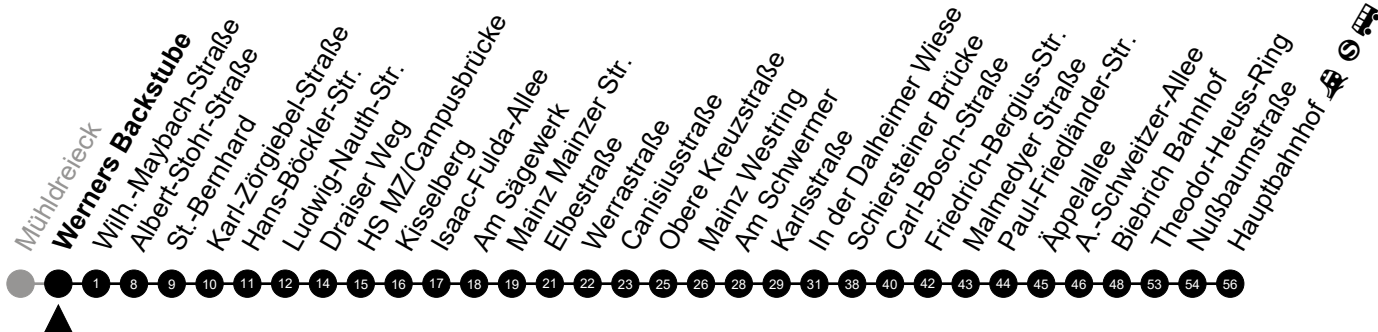 Mühldreieck
Werners Backstube
Wilh.-Maybach-Straße
Albert-Stohr-Straße
St.-Bernhard
Karl-Zörgiebel-Straße
Hans-Böckler-Str.
Ludwig-Nauth-Str.
Draiser Weg
HS MZ/Campusbrücke
Kisselberg
Isaac-Fulda-Allee
Am Sägewerk
Mainz Mainzer Str.
Elbestraße
Werrastraße
Canisiusstraße
Obere Kreuzstraße
Mainz Westring
Am Schwermer
Karlsstraße
In der Dalheimer Wiese
Schiersteiner Brücke
Carl-Bosch-Straße
Friedrich-Bergius-Str.
Malmedyer Straße
Paul-Friedländer-Str.
Äppelallee
A.-Schweitzer-Allee
Biebrich Bahnhof
Theodor-Heuss-Ring
Nußbaumstraße
Hauptbahnhof S
1 8 9 10 11 12 14 15 16 17 18 19 21 22 23 25 26 28 29 31 38 40 42 43 44 45 46 48 53 54 56